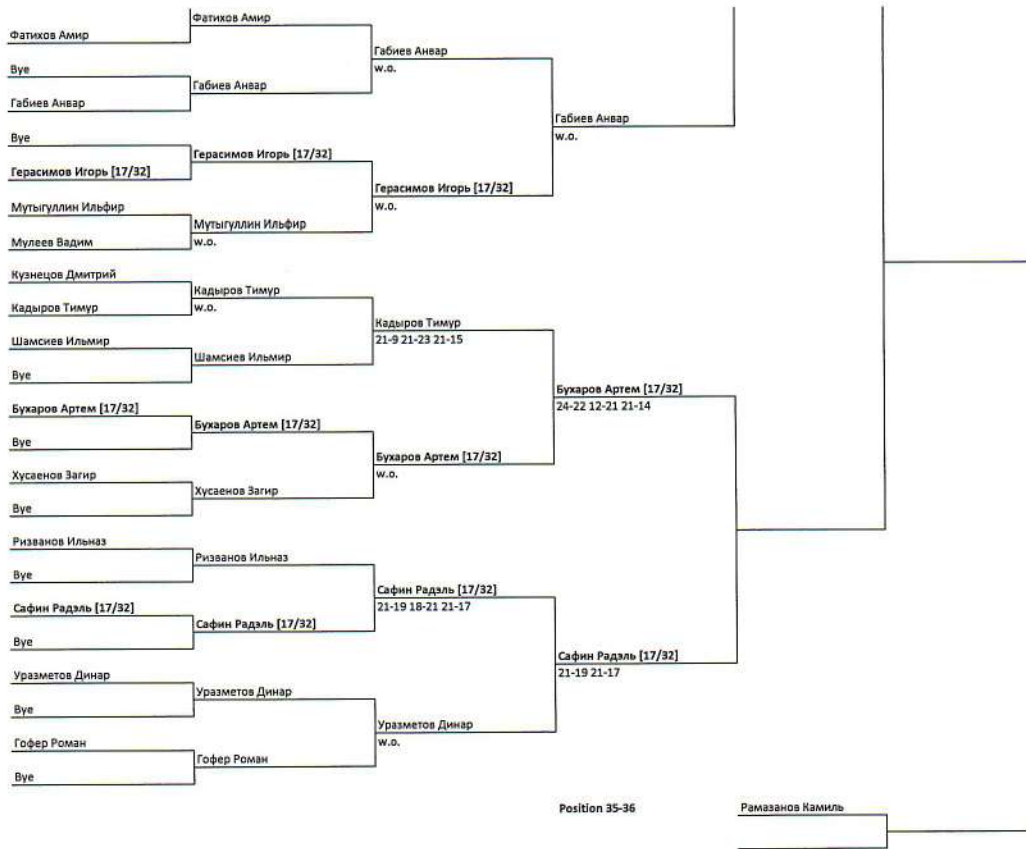 Фатихов Амир
Фатихов Амир
Габиев Анвар
Bye
w.o.
Габиев Анвар
Габиев Анвар
Габиев Анвар
Bye
w.o.
Герасимов Игорь [17/32]
Герасимов Игорь [17/32]
Герасимов Игорь [17/32]
w.o.
Мутыгуллин Ильфир
Мутыгуллин Ильфир
Мулеев Вадим
w.o.
Кузнецов Дмитрий
Кадыров Тимур
Кадыров Тимур
w.o.
Кадыров Тимур
Шамсиев Ильмир
21-9 21-23 21-15
Шамсиев Ильмир
Bye
Бухаров Артем [17/32]
Бухаров Артем [17/32]
24-22 12-21 21-14
Бухаров Артем [17/32]
Bye
Бухаров Артем [17/32]
Хусаенов Загир
w.o.
Хусаенов Загир
Bye
Ризванов Ильназ
Ризванов Ильназ
Bye
Сафин Радэль [17/32]
Сафин Радэль [17/32]
21-19 18-21 21-17
Сафин Радэль [17/32]
Bye
Сафин Радэль [17/32]
Уразметов Динар
21-19 21-17
Уразметов Динар
Bye
Уразметов Динар
Гофер Роман
w.o.
Гофер Роман
Bye
Position 35-36
Рамазанов Камиль